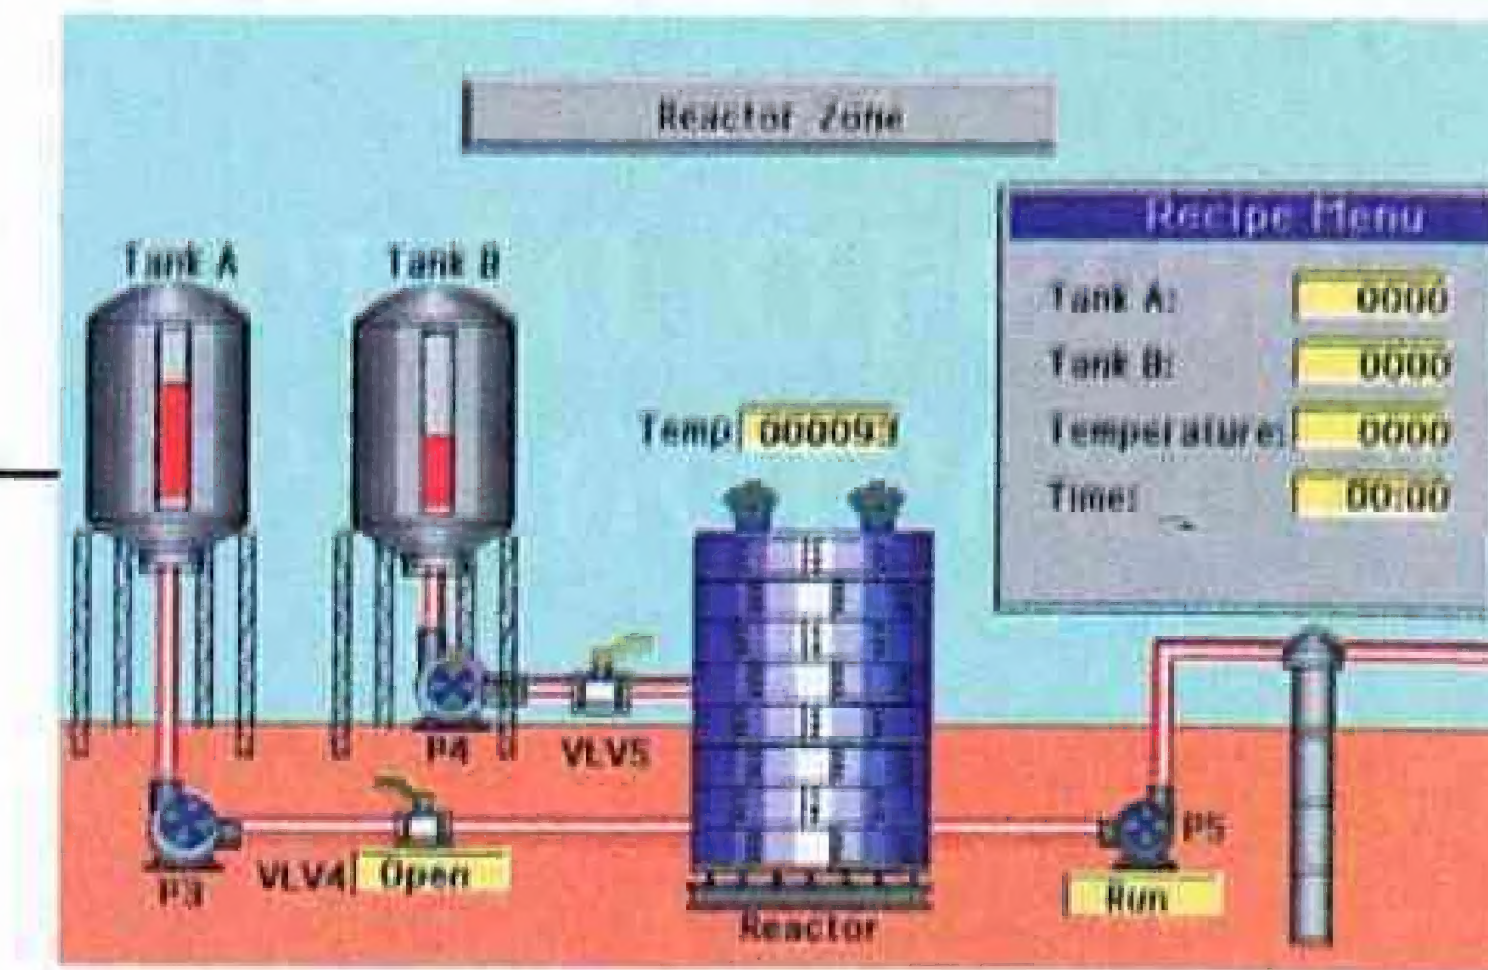 Reactor Zone
Recipe Menu
Tank A
Tank B
Tank A: 0000
Tank B: 0000
Temp 000093
Temperature: 0000
Time: 00:00
P4
VLV5
P5
P3
VLV4 Open
Run
Reactor